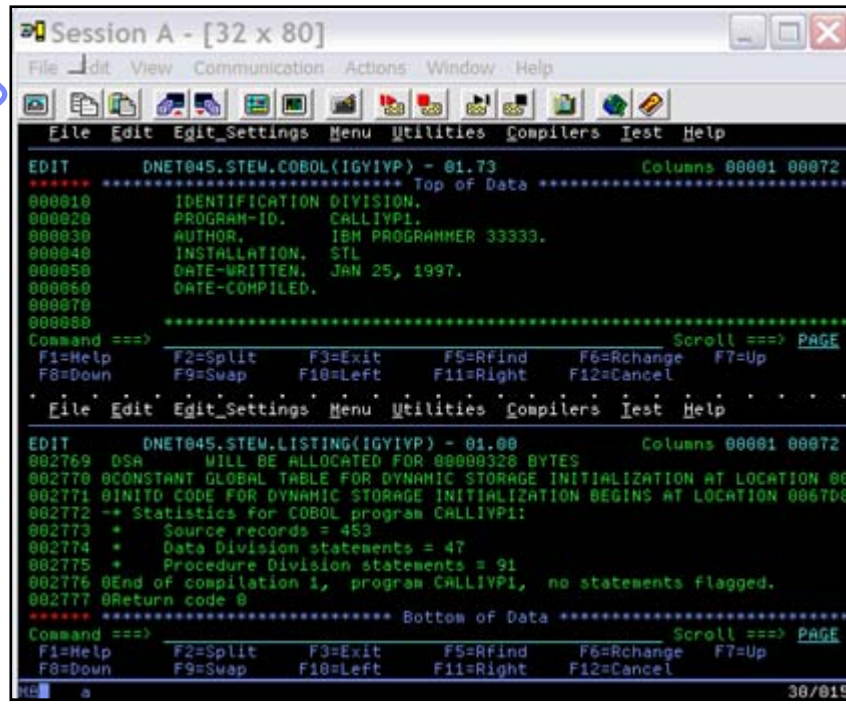 Session A - [32 x 80]
File Edit View Communication Actions Window Help
File Edit Edit_Settings Menu Utilities Compilers Test Help
EDIT DNET045.STEW.COBOL(IGYIVP) - 01.73 Columns 00001 00072
****** ***************************** Top of Data ******************************
000010 IDENTIFICATION DIVISION.
000020 PROGRAM-ID. CALLIVP1.
000030 AUTHOR. IBM PROGRAMMER 33333.
000040 INSTALLATION. STL
000050 DATE-WRITTEN. JAN 25, 1997.
000060 DATE-COMPILED.
000070
000080 ****************************************************
Command ===> Scroll ===> PAGE
F1=Help F2=Split F3=Exit F5=Rfind F6=Rchange F7=Up
F8=Down F9=Swap F10=Left F11=Right F12=Cancel
File Edit Edit_Settings Menu Utilities Compilers Test Help
EDIT DNET045.STEW.LISTING(IGYIVP) - 01.00 Columns 00001 00072
002769 DSA WILL BE ALLOCATED FOR 00000328 BYTES
002770 0CONSTANT GLOBAL TABLE FOR DYNAMIC STORAGE INITIALIZATION AT LOCATION 00
002771 0INITD CODE FOR DYNAMIC STORAGE INITIALIZATION BEGINS AT LOCATION 0067D8
002772 -* Statistics for COBOL program CALLIVP1:
002773 * Source records = 453
002774 * Data Division statements = 47
002775 * Procedure Division statements = 91
002776 0End of compilation 1, program CALLIVP1, no statements flagged.
002777 0Return code 0
****** **************************** Bottom of Data ****************************
Command ===> Scroll ===> PAGE
F1=Help F2=Split F3=Exit F5=Rfind F6=Rchange F7=Up
F8=Down F9=Swap F10=Left F11=Right F12=Cancel
a 30/015